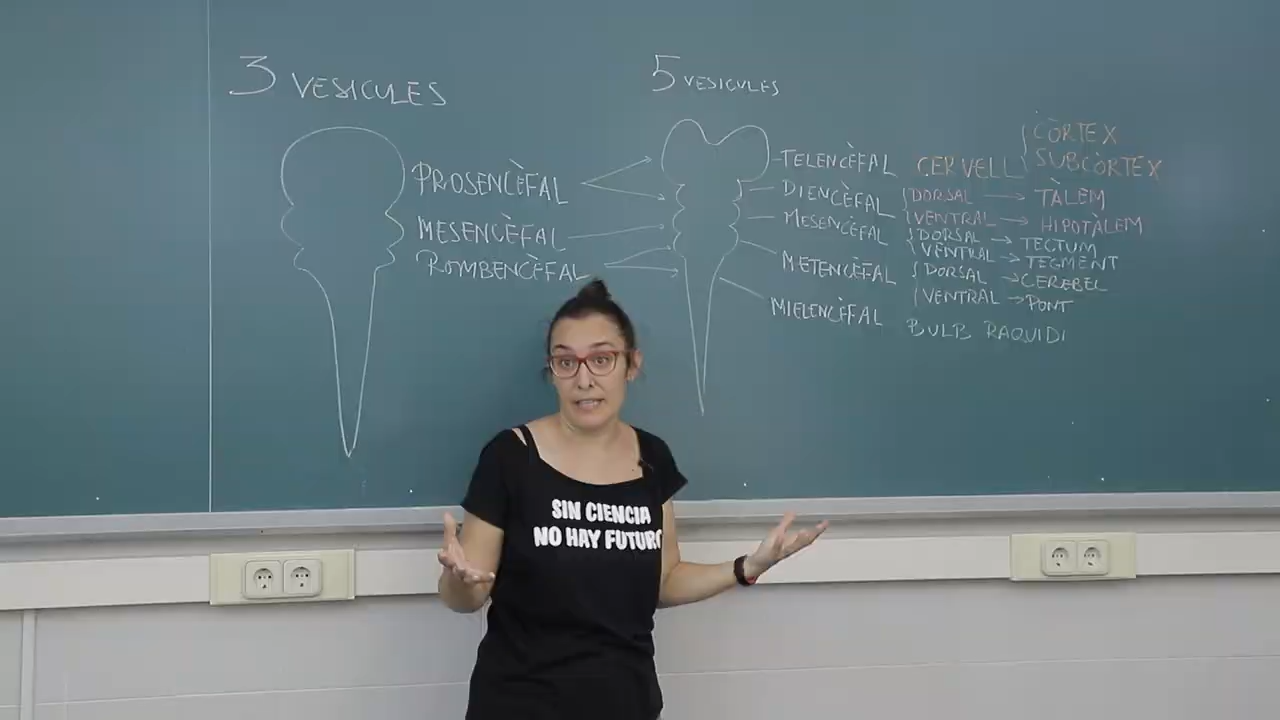 3 VESICULES
PROSENCÈFAL
MESENCÈFAL
ROMBENCÈFAL
5 VESICULES
TELENCÈFAL CERVELL CÒRTEX
SUBCÒRTEX
DIENCÈFAL DORSAL → TÀLEM
VENTRAL → HIPOTÀLEM
MESENCÈFAL DORSAL → TECTUM
VENTRAL → TEGMENT
METENCÈFAL DORSAL → CEREBEL
VENTRAL → PONT
MIELENCÈFAL BULB RAQUIDI
SIN CIENCIA
NO HAY FUTURO